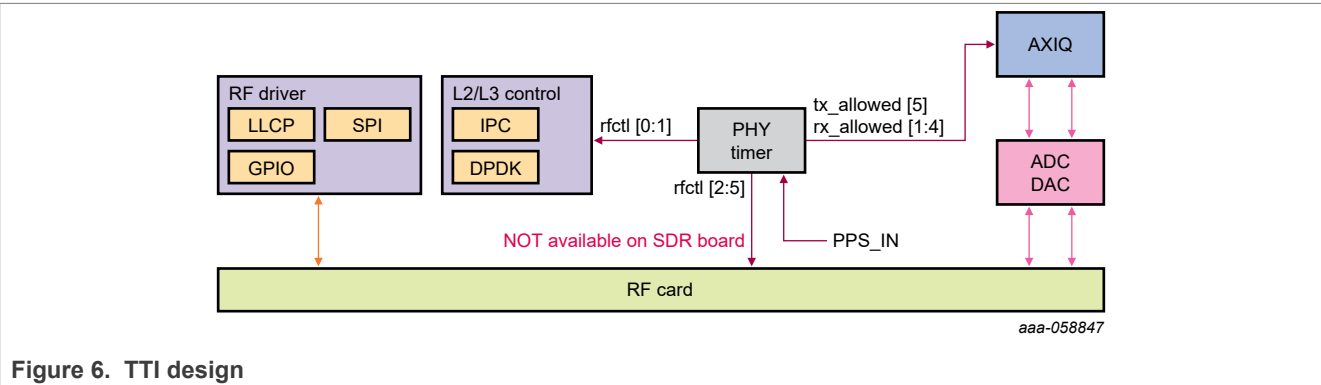 AXIQ
RF driver
LLCP
SPI
GPIO
L2/L3 control
IPC
DPDK
rfctl [0:1]
PHY
timer
tx_allowed [5]
rx_allowed [1:4]
ADC
DAC
rfctl [2:5]
NOT available on SDR board
PPS_IN
RF card
aaa-058847
Figure 6. TTI design